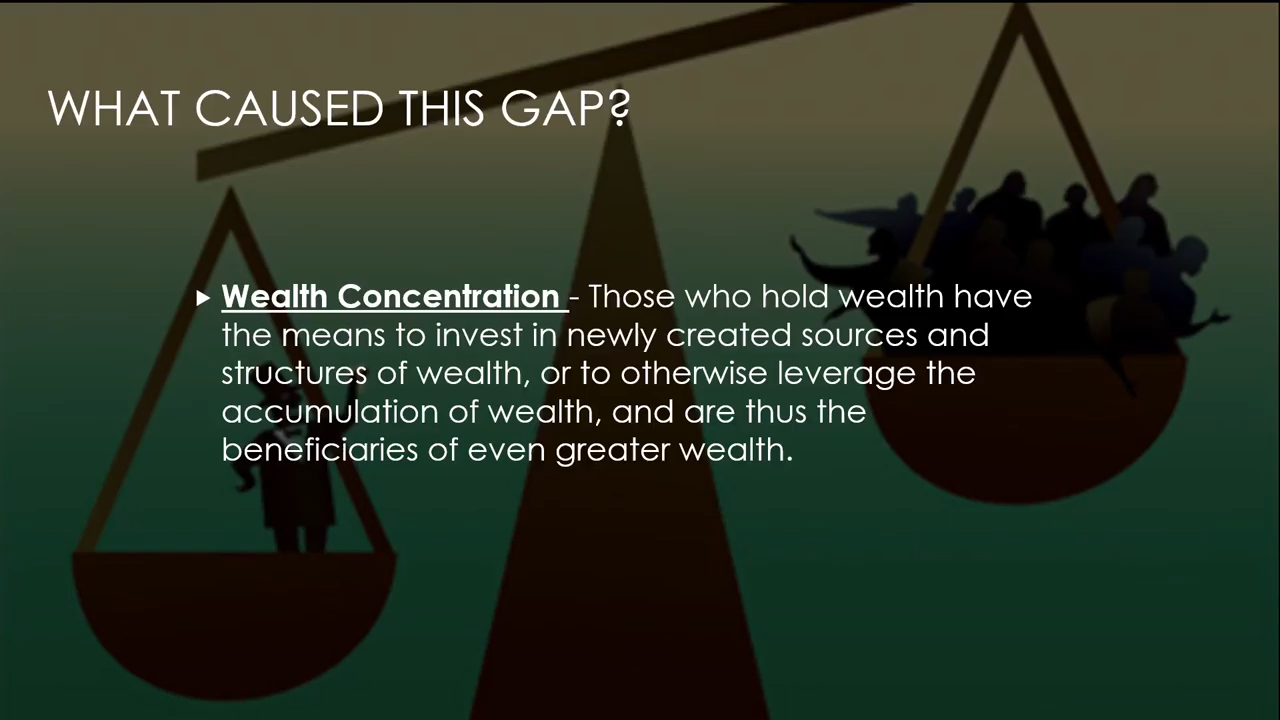 WHAT CAUSED THIS GAP?
Wealth Concentration - Those who hold wealth have
the means to invest in newly created sources and
structures of wealth, or to otherwise leverage the
accumulation of wealth, and are thus the
beneficiaries of even greater wealth.